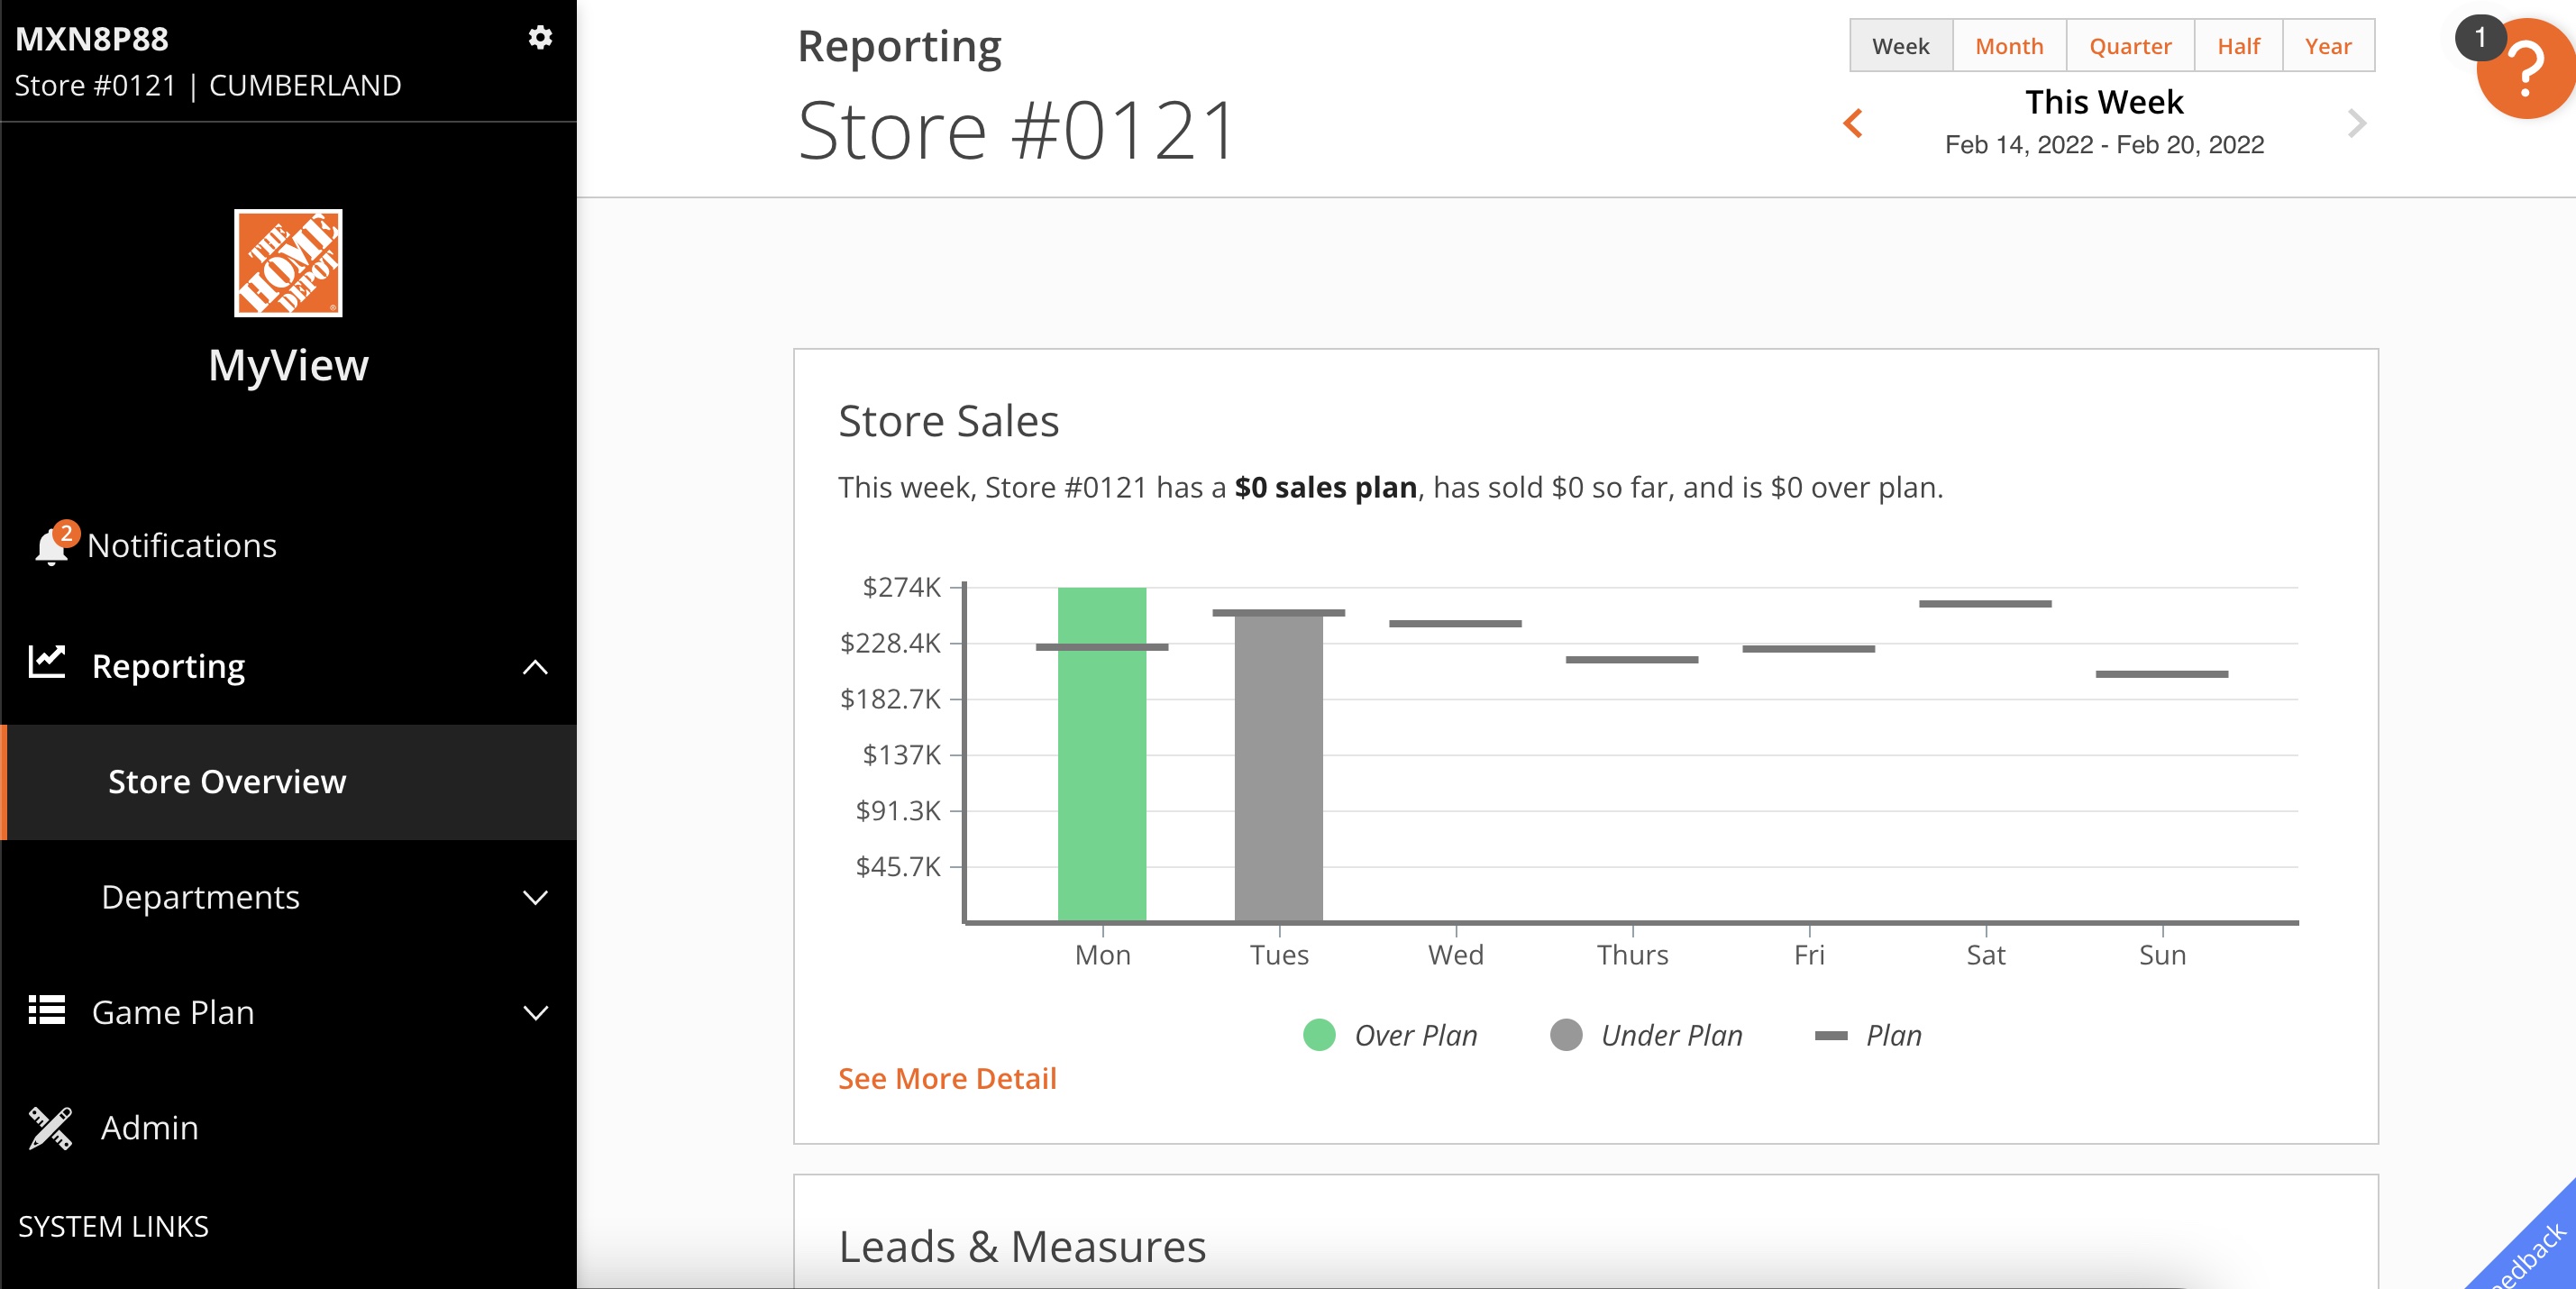 MXN8P88
Store #0121 | CUMBERLAND
THE
HOME
DEPOT
MyView
2
Notifications
Reporting
Store Overview
Departments
Game Plan
Admin
SYSTEM LINKS
Reporting
Store #0121
Week Month Quarter Half Year
This Week
Feb 14, 2022 - Feb 20, 2022
1
?
Store Sales
This week, Store #0121 has a $0 sales plan, has sold $0 so far, and is $0 over plan.
$274K
$228.4K
$182.7K
$137K
$91.3K
$45.7K
Mon Tues Wed Thurs Fri Sat Sun
Over Plan Under Plan Plan
See More Detail
Leads & Measures
edback